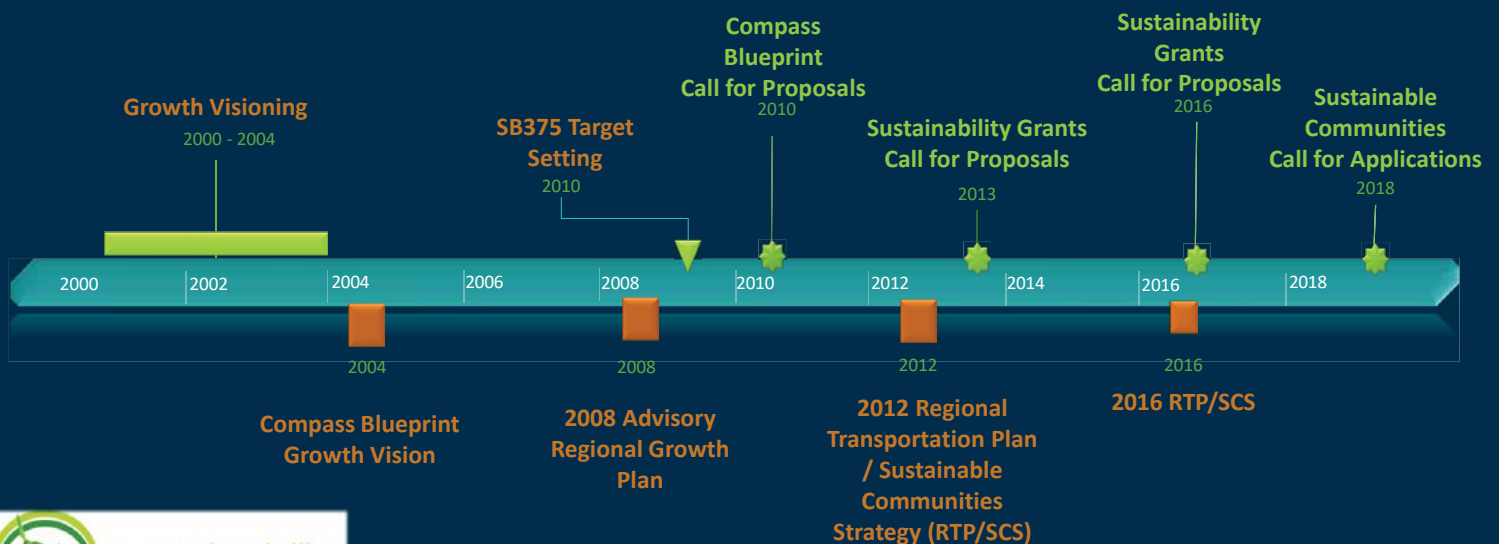 Growth Visioning
2000 - 2004
SB375 Target
Setting
2010
Compass
Blueprint
Call for Proposals
2010
Sustainability Grants
Call for Proposals
2013
Sustainability
Grants
Call for Proposals
2016
Sustainable
Communities
Call for Applications
2018
2000
2002
2004
2006
2008
2010
2012
2014
2016
2018
2004
Compass Blueprint
Growth Vision
2008
2008 Advisory
Regional Growth
Plan
2012
2012 Regional
Transportation Plan
/ Sustainable
Communities
Strategy (RTP/SCS)
2016
2016 RTP/SCS